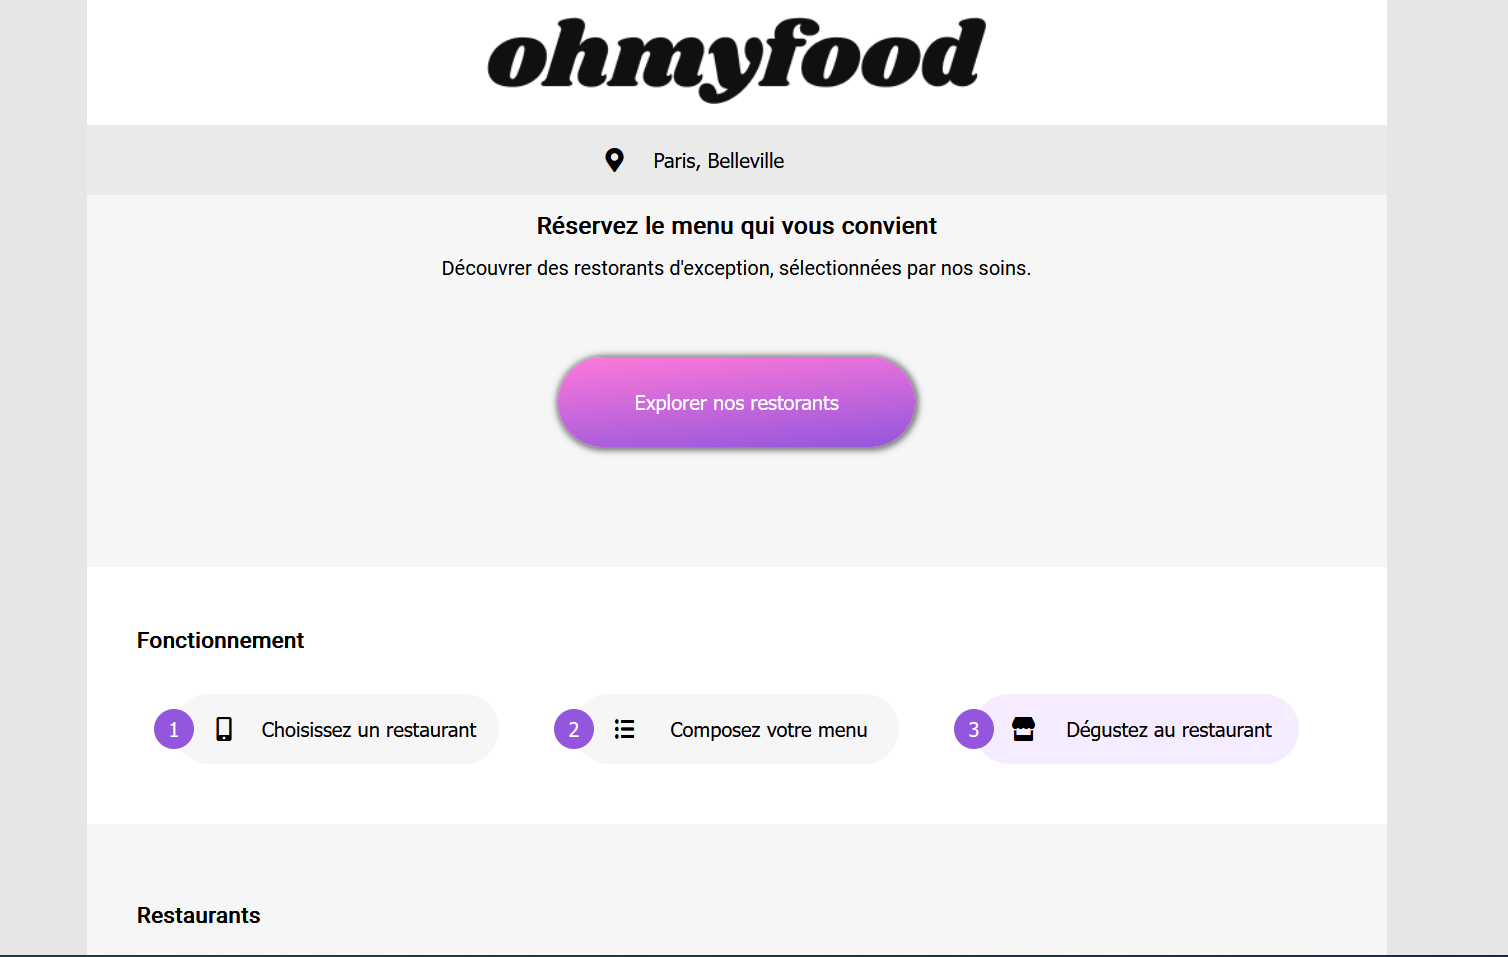 ohmyfood
Paris, Belleville
Réservez le menu qui vous convient
Découvrer des restorants d'exception, sélectionnées par nos soins.
Explorer nos restorants
Fonctionnement
1 Choisissez un restaurant
2 Composez votre menu
3 Dégustez au restaurant
Restaurants